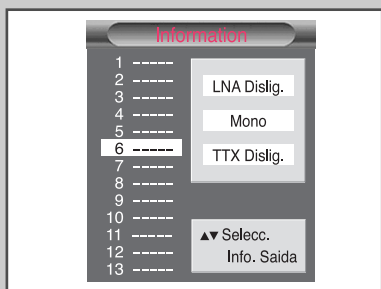 Information
1 -----
2 -----
3 -----
4 -----
5 -----
6 -----
7 -----
8 -----
9 -----
10 -----
11 -----
12 -----
13 -----
LNA Dislig.
Mono
TTX Dislig.
▲▼ Selecc.
Info. Saida